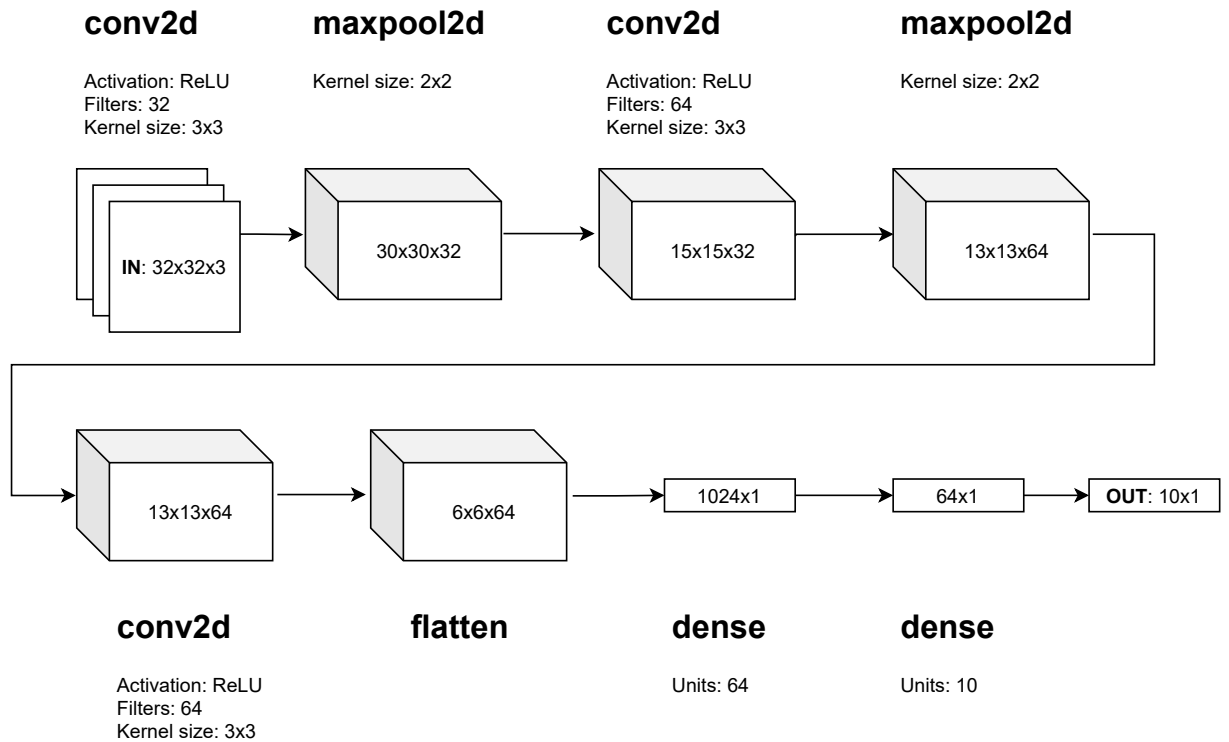 conv2d
maxpool2d
conv2d
maxpool2d
Activation: ReLU
Filters: 32
Kernel size: 3x3
Kernel size: 2x2
Activation: ReLU
Filters: 64
Kernel size: 3x3
Kernel size: 2x2
IN: 32x32x3
30x30x32
15x15x32
13x13x64
13x13x64
6x6x64
1024x1
64x1
OUT: 10x1
conv2d
flatten
dense
dense
Activation: ReLU
Filters: 64
Kernel size: 3x3
Units: 64
Units: 10